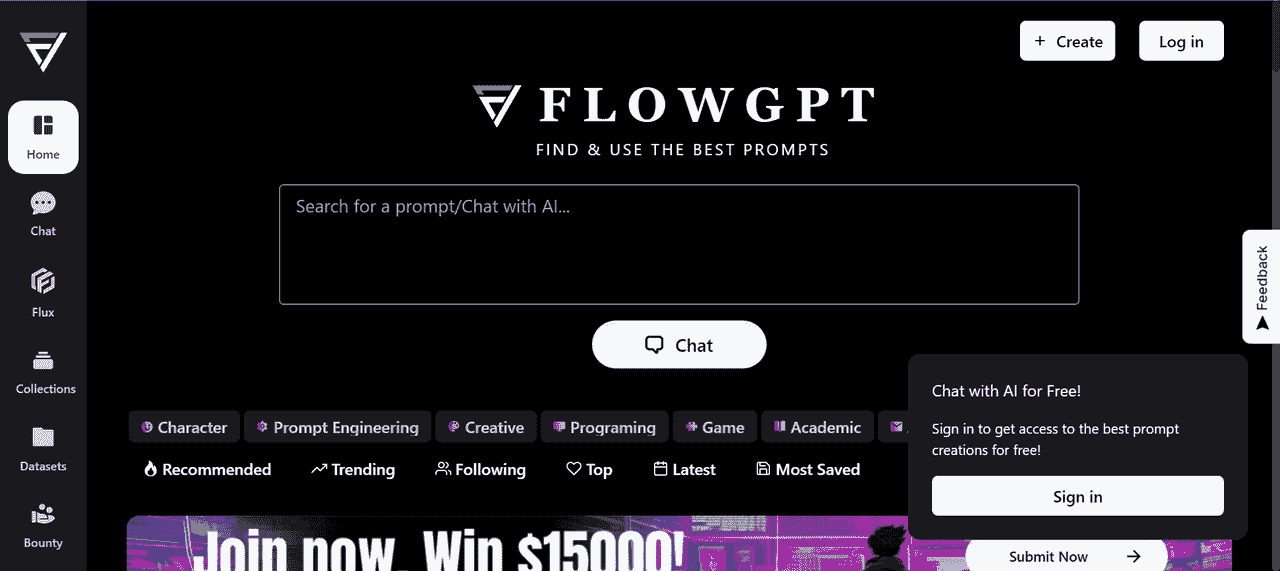 Create
Log in
Home
Chat
Flux
Collections
Datasets
Bounty
FLOWGPT
FIND & USE THE BEST PROMPTS
Search for a prompt/Chat with AI...
Chat
Character
Prompt Engineering
Creative
Programing
Game
Academic
Recommended
Trending
Following
Top
Latest
Most Saved
Join now, Win $15000!
Submit Now
Feedback
Chat with AI for Free!
Sign in to get access to the best prompt
creations for free!
Sign in